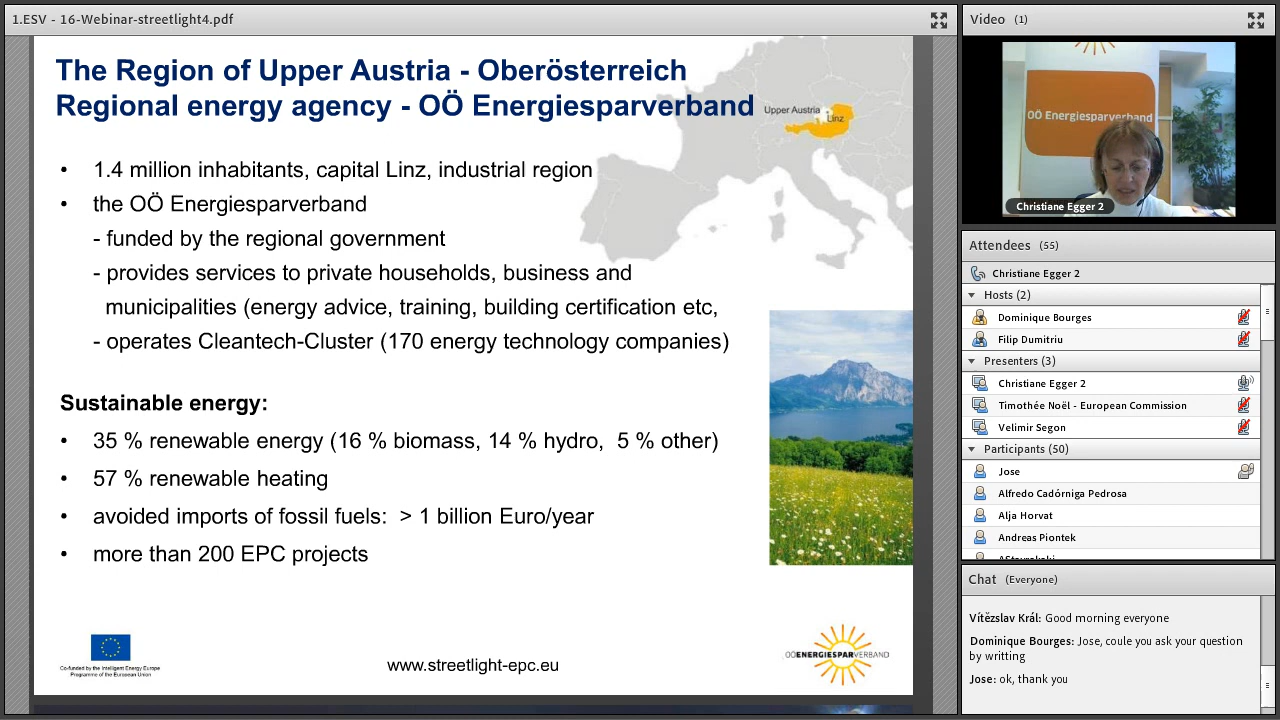 1.ESV - 16-Webinar-streetlight4.pdf
The Region of Upper Austria - Oberösterreich
Regional energy agency - OÖ Energiesparverband
Upper Austria
Linz
• 1.4 million inhabitants, capital Linz, industrial region
• the OÖ Energiesparverband
- funded by the regional government
- provides services to private households, business and
municipalities (energy advice, training, building certification etc,
- operates Cleantech-Cluster (170 energy technology companies)
Sustainable energy:
• 35 % renewable energy (16 % biomass, 14 % hydro, 5 % other)
• 57 % renewable heating
• avoided imports of fossil fuels: > 1 billion Euro/year
• more than 200 EPC projects
Co-funded by the Intelligent Energy Europe
Programme of the European Union
www.streetlight-epc.eu
OÖENERGIESPARVERBAND
Video (1)
OÖ Energiesparverband
Christiane Egger 2
Attendees (55)
Christiane Egger 2
Hosts (2)
Dominique Bourges
Filip Dumitriu
Presenters (3)
Christiane Egger 2
Timothée Noël - European Commission
Velimir Segon
Participants (50)
Jose
Alfredo Cadórniga Pedrosa
Alja Horvat
Andreas Piontek
Chat (Everyone)
Vítězslav Král: Good morning everyone
Dominique Bourges: Jose, coule you ask your question
by writting
Jose: ok, thank you